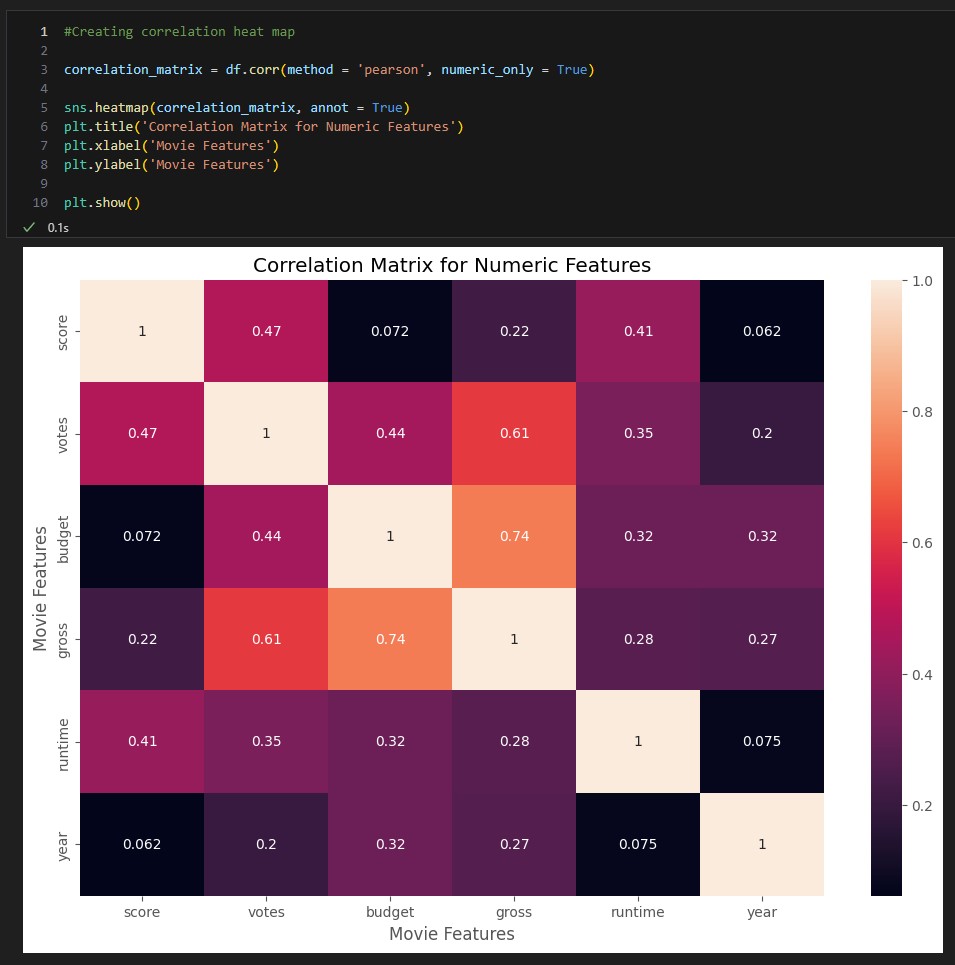 1 #Creating correlation heat map
2
3 correlation_matrix = df.corr(method = 'pearson', numeric_only = True)
4
5 sns.heatmap(correlation_matrix, annot = True)
6 plt.title('Correlation Matrix for Numeric Features')
7 plt.xlabel('Movie Features')
8 plt.ylabel('Movie Features')
9
10 plt.show()
0.1s
Correlation Matrix for Numeric Features
score 1 0.47 0.072 0.22 0.41 0.062
votes 0.47 1 0.44 0.61 0.35 0.2
budget 0.072 0.44 1 0.74 0.32 0.32
gross 0.22 0.61 0.74 1 0.28 0.27
runtime 0.41 0.35 0.32 0.28 1 0.075
year 0.062 0.2 0.32 0.27 0.075 1
score votes budget gross runtime year
Movie Features
Movie Features
1.0
0.8
0.6
0.4
0.2